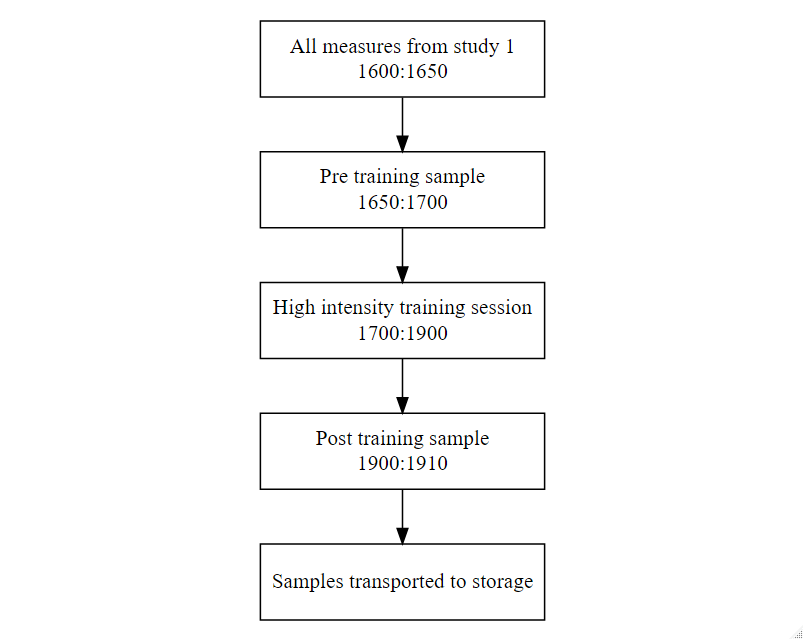 All measures from study 1
1600:1650
Pre training sample
1650:1700
High intensity training session
1700:1900
Post training sample
1900:1910
Samples transported to storage